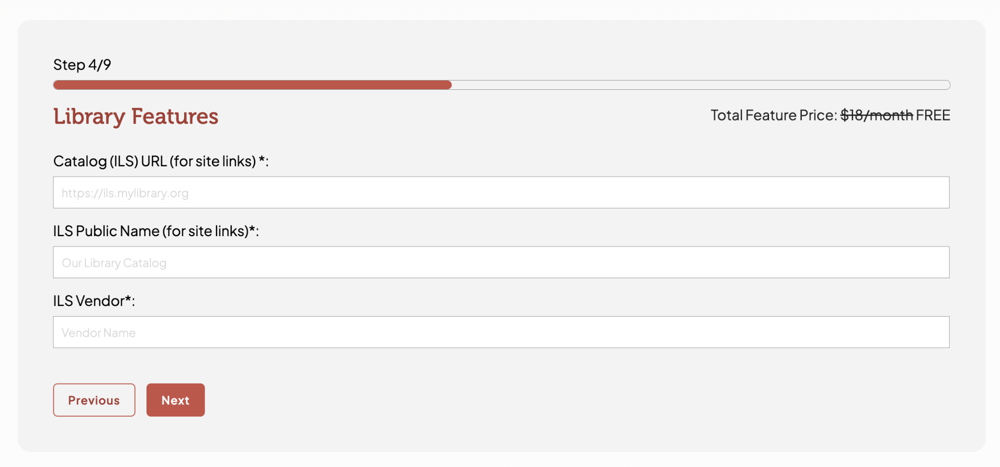 Step 4/9
Library Features
Total Feature Price: $18/month FREE
Catalog (ILS) URL (for site links) *:
https://ils.mylibrary.org
ILS Public Name (for site links)*:
Our Library Catalog
ILS Vendor*:
Vendor Name
Previous
Next